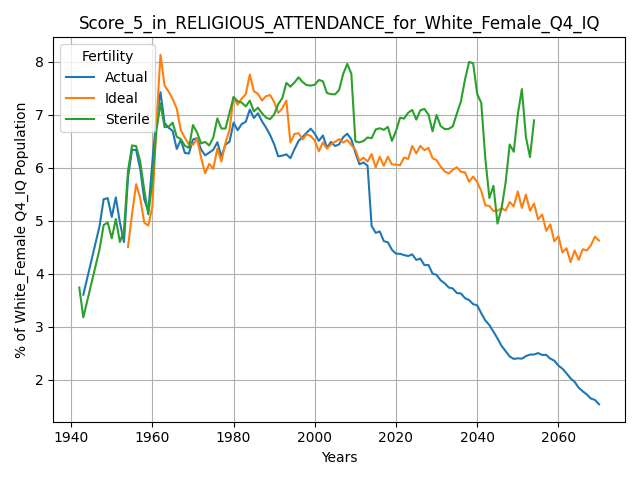 Score_5_in_RELIGIOUS_ATTENDANCE_for_White_Female_Q4_IQ
Fertility
Actual
Ideal
Sterile
% of White_Female Q4_IQ Population
8
7
6
5
4
3
2
1940
1960
1980
2000
2020
2040
2060
Years